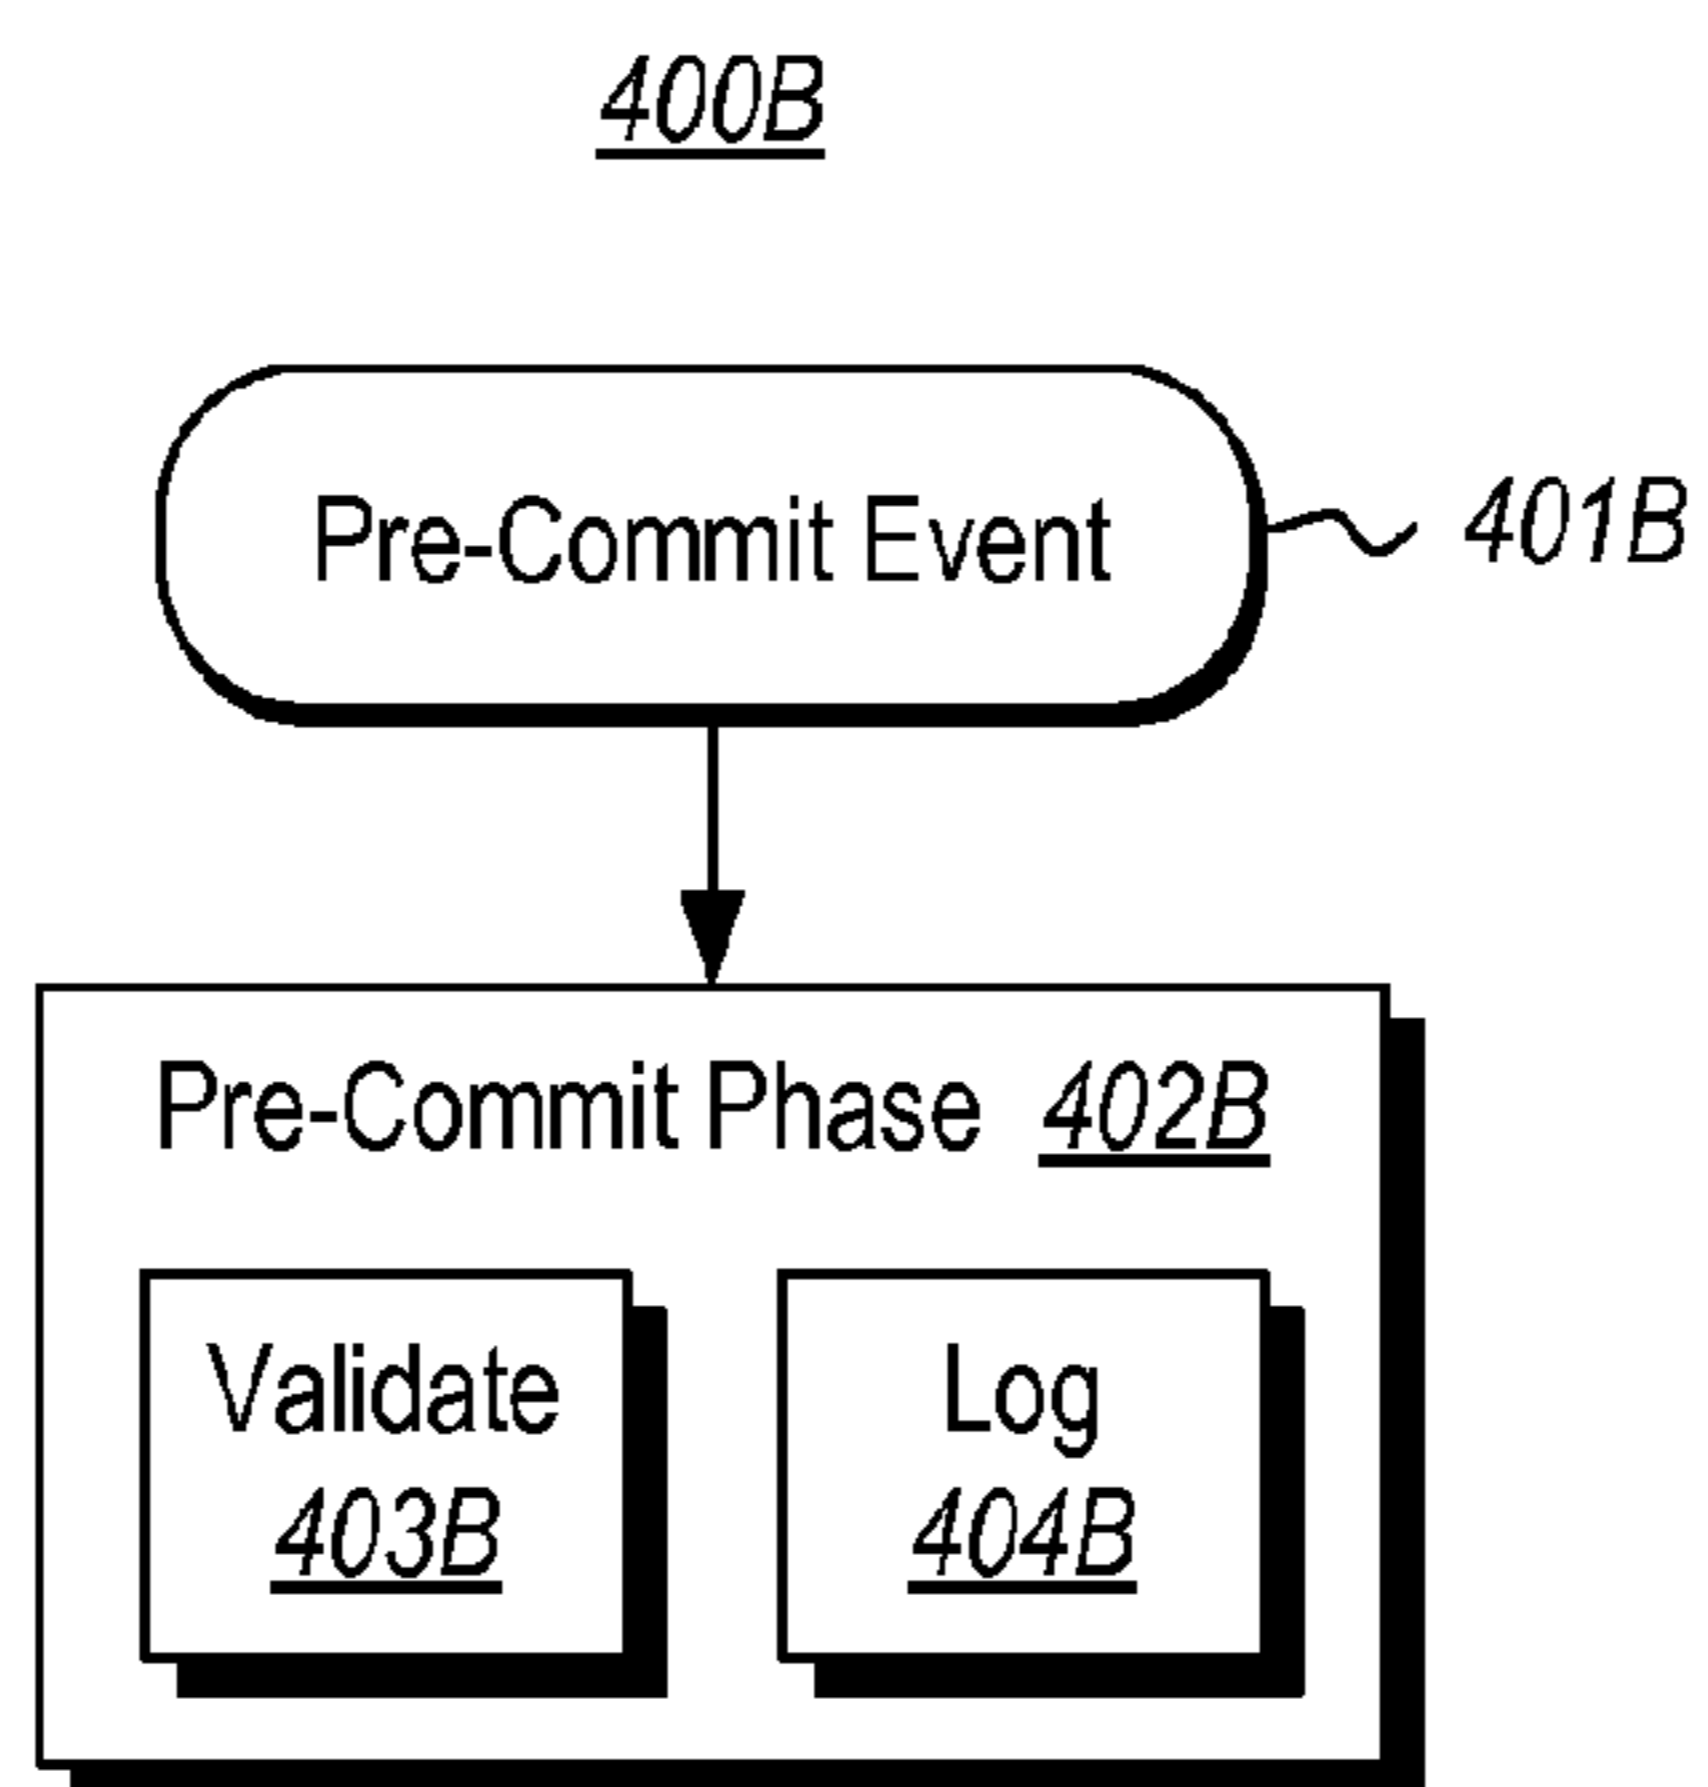 400B
Pre-Commit Event
401B
Pre-Commit Phase 402B
Validate
403B
Log
404B